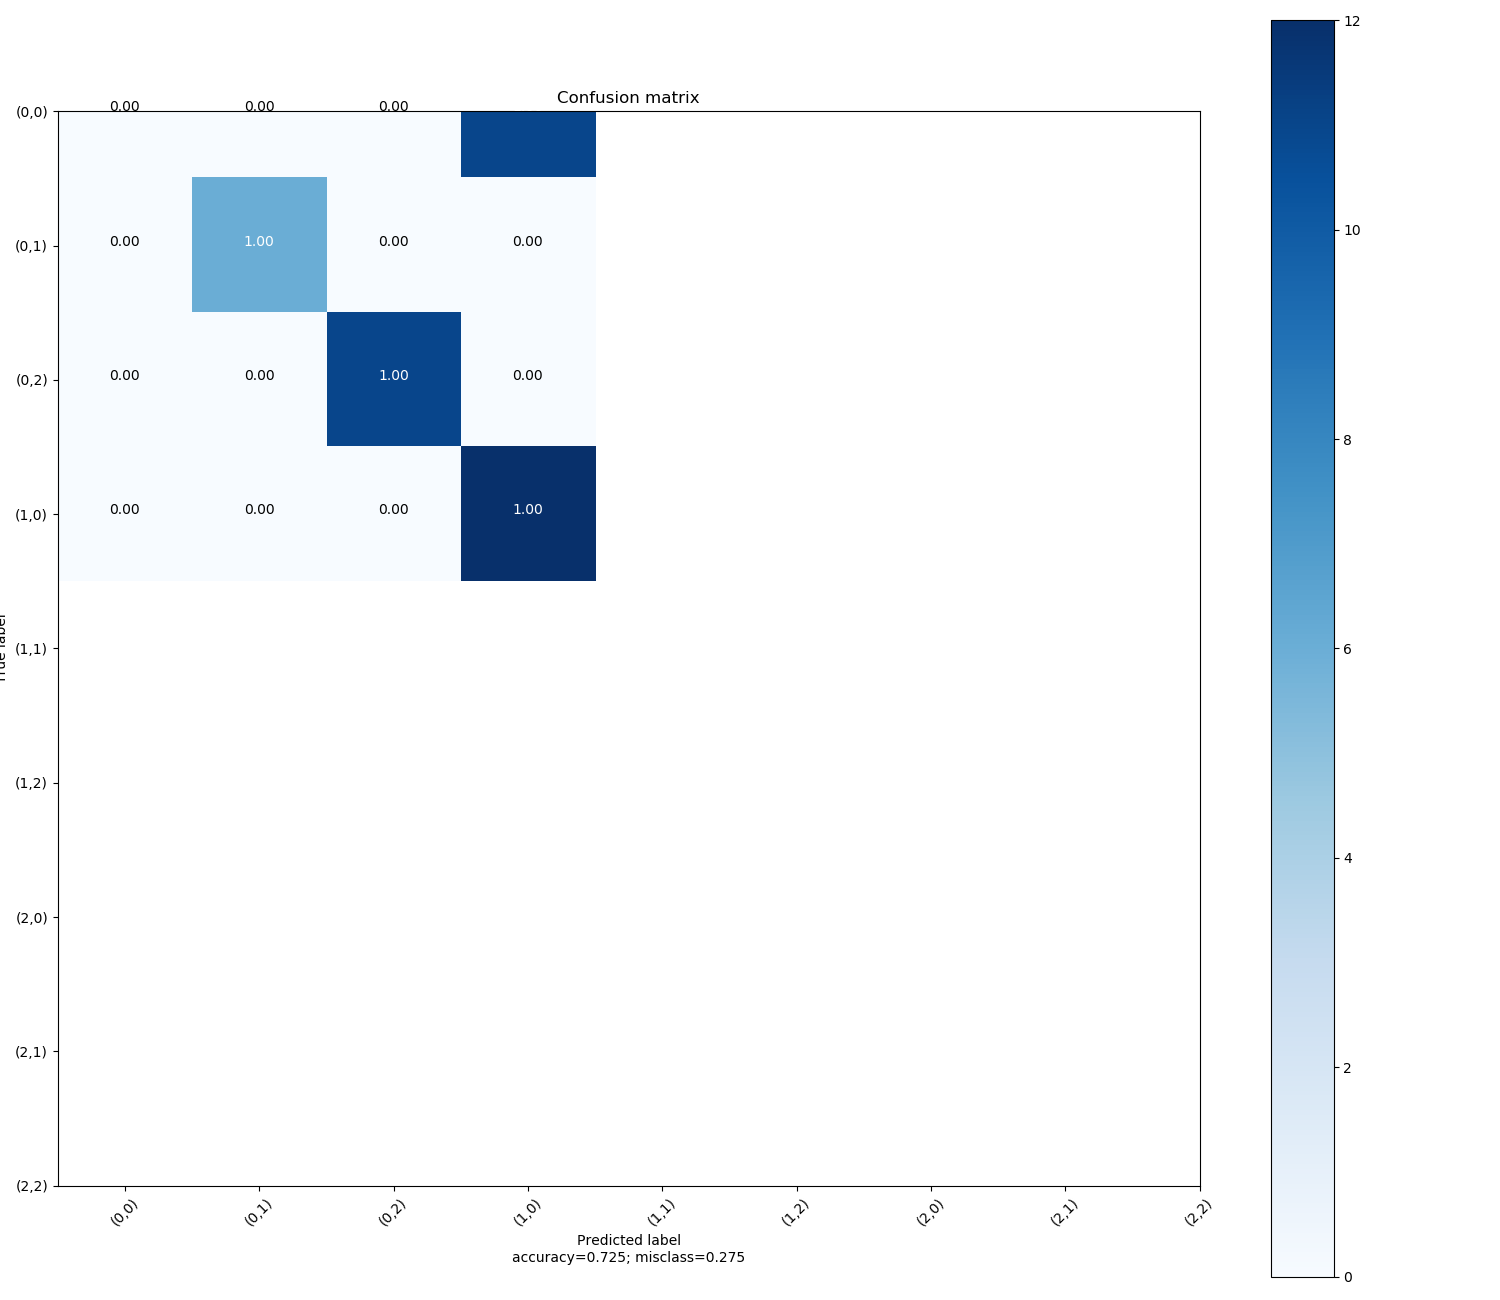 12
Confusion matrix
0.00 0.00 0.00
(0,0)
10
(0,1) 0.00 1.00 0.00 0.00
8
(0,2) 0.00 0.00 1.00 0.00
(1,0) 0.00 0.00 0.00 1.00
6
(1,1)
True label
4
(1,2)
(2,0)
2
(2,1)
(2,2)
(0,0) (0,1) (0,2) (1,0) (1,1) (1,2) (2,0) (2,1) (2,2)
Predicted label
accuracy=0.725; misclass=0.275
0